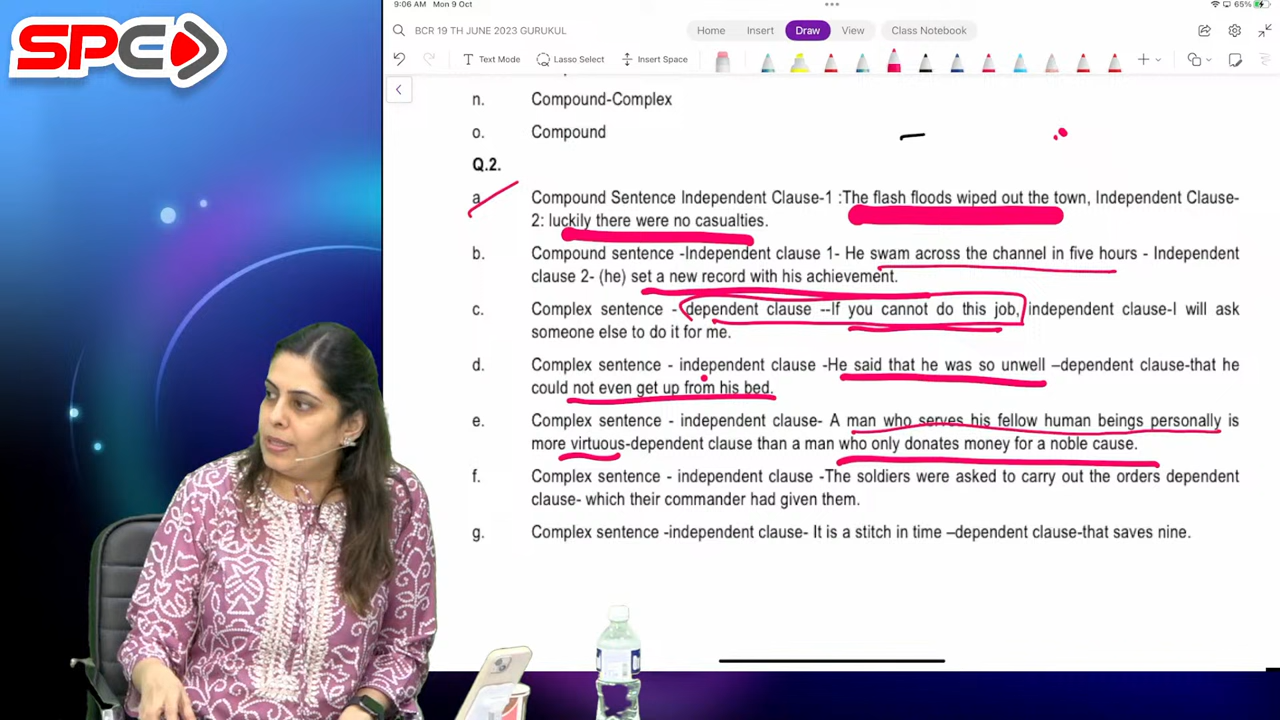 9:06 AM Mon 9 Oct
65%
SPC
BCR 19 TH JUNE 2023 GURUKUL
Home Insert Draw View Class Notebook
Text Mode Lasso Select Insert Space
n. Compound-Complex
o. Compound
Q.2.
a Compound Sentence Independent Clause-1 :The flash floods wiped out the town, Independent Clause-
2: luckily there were no casualties.
b. Compound sentence -Independent clause 1- He swam across the channel in five hours - Independent
clause 2- (he) set a new record with his achievement.
c. Complex sentence - dependent clause --If you cannot do this job, independent clause-I will ask
someone else to do it for me.
d. Complex sentence - independent clause -He said that he was so unwell –dependent clause-that he
could not even get up from his bed.
e. Complex sentence - independent clause- A man who serves his fellow human beings personally is
more virtuous-dependent clause than a man who only donates money for a noble cause.
f. Complex sentence - independent clause -The soldiers were asked to carry out the orders dependent
clause- which their commander had given them.
g. Complex sentence -independent clause- It is a stitch in time –dependent clause-that saves nine.